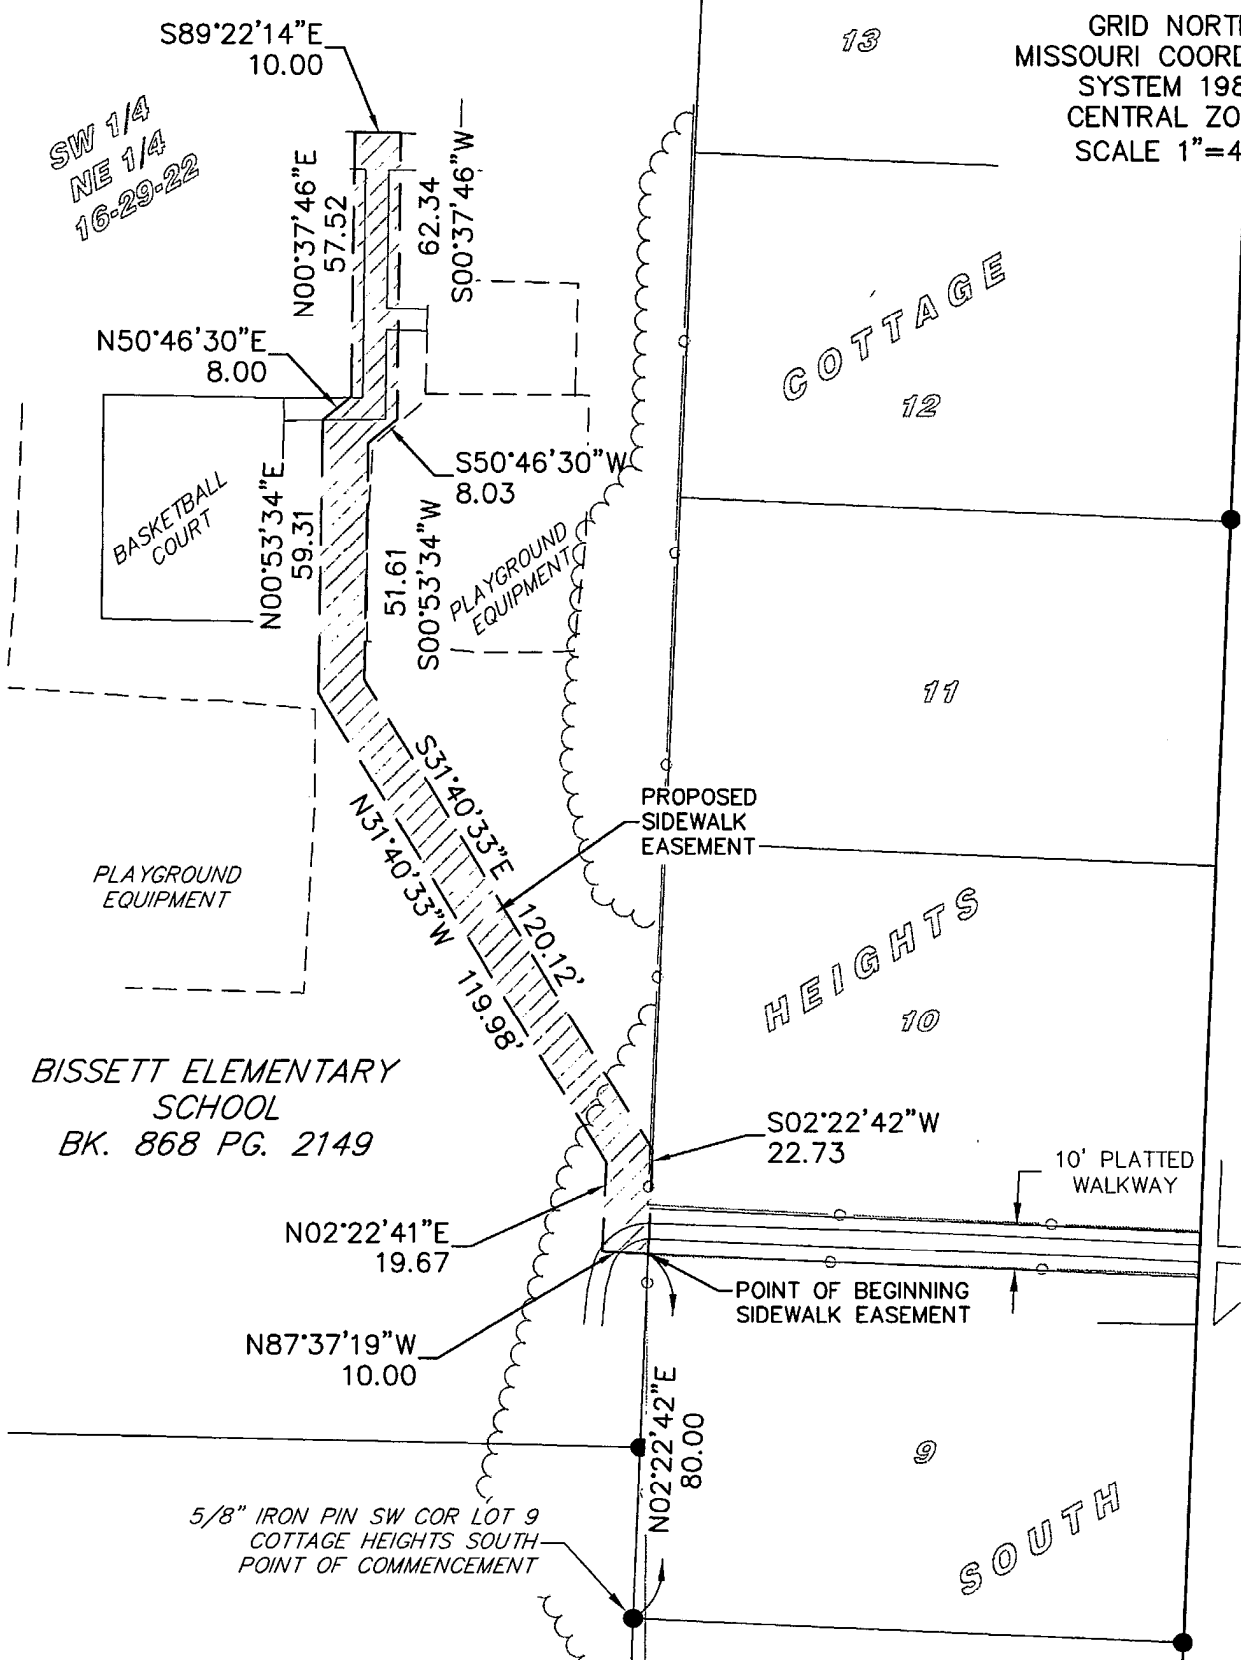 S89°22'14"E
10.00
13
GRID NORT
MISSOURI COORD
SYSTEM 198
CENTRAL ZO
SCALE 1"=4
SW 1/4
NE 1/4
16-29-22
N00°37'46"E
57.52
62.34
S00°37'46"W
COTTAGE
12
N50°46'30"E
8.00
S50°46'30"W
8.03
BASKETBALL
COURT
N00°53'34"E
59.31
51.61
S00°53'34"W
PLAYGROUND
EQUIPMENT
11
S31°40'33"E 120.12'
N31°40'33"W 119.98'
PROPOSED
SIDEWALK
EASEMENT
PLAYGROUND
EQUIPMENT
HEIGHTS
10
BISSETT ELEMENTARY
SCHOOL
BK. 868 PG. 2149
S02°22'42"W
22.73
10' PLATTED
WALKWAY
N02°22'41"E
19.67
POINT OF BEGINNING
SIDEWALK EASEMENT
N87°37'19"W
10.00
N02°22'42"E
80.00
9
SOUTH
5/8" IRON PIN SW COR LOT 9
COTTAGE HEIGHTS SOUTH
POINT OF COMMENCEMENT